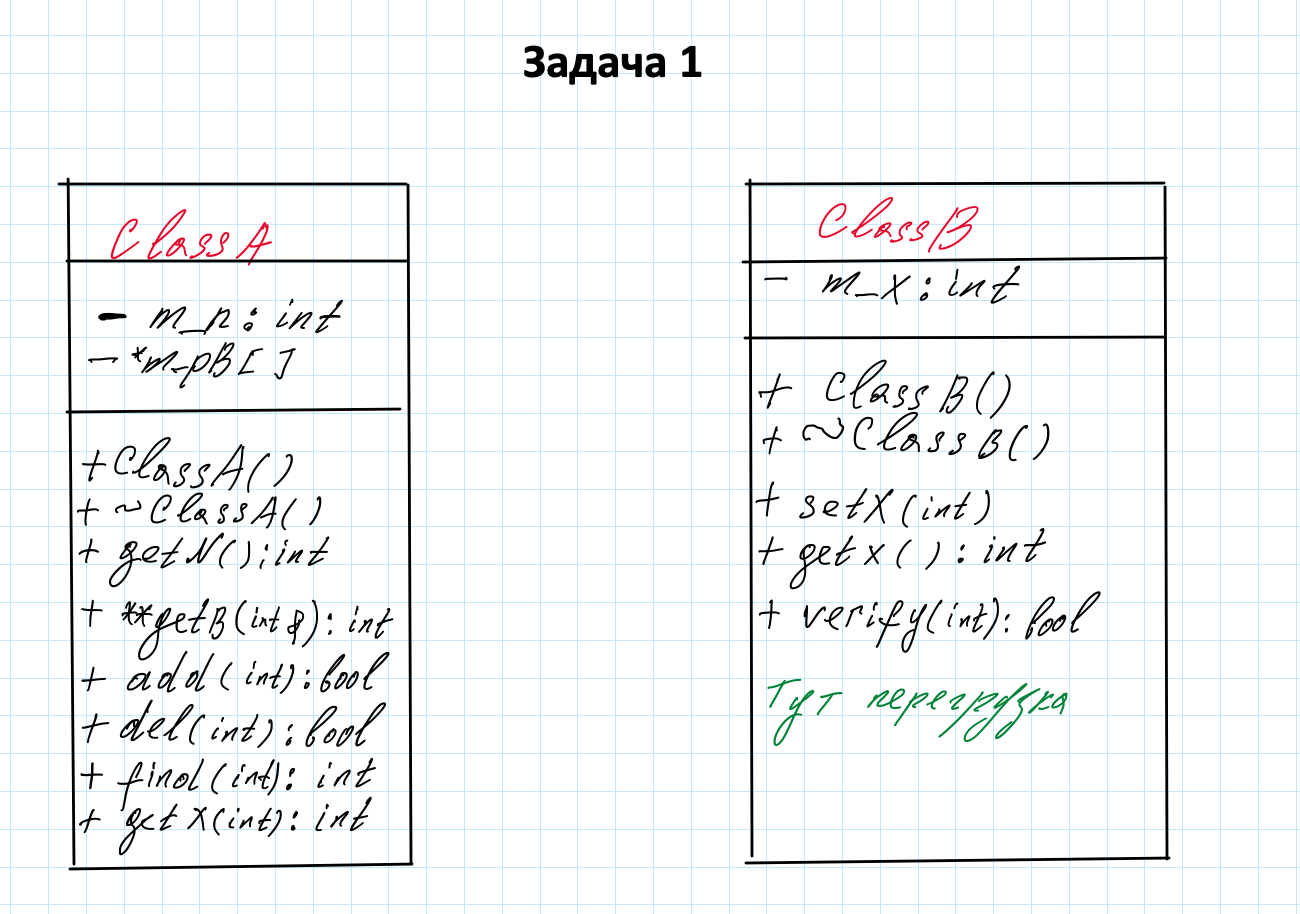 Задача 1
ClassA
- m_n: int
- *m_pB[]
+ ClassA()
+ ~ClassA()
+ getN(): int
+ **getB(int &): int
+ add(int): bool
+ del(int): bool
+ find(int): int
+ getX(int): int
ClassB
- m_x: int
+ ClassB()
+ ~ClassB()
+ setX(int)
+ getX(): int
+ verify(int): bool
Тут перегрузка